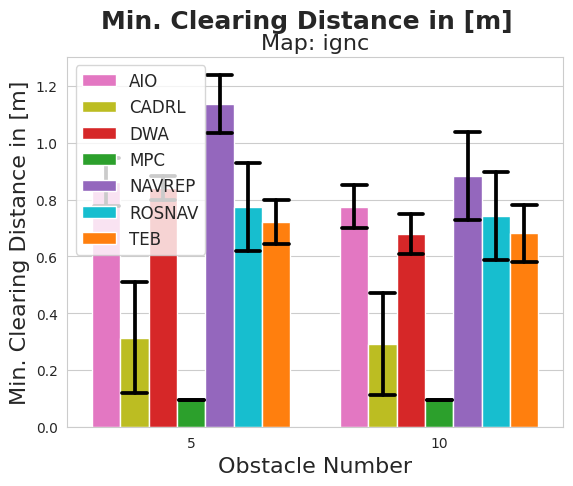 Min. Clearing Distance in [m]
Map: ignc
Min. Clearing Distance in [m]
1.2
1.0
0.8
0.6
0.4
0.2
0.0
AIO
CADRL
DWA
MPC
NAVREP
ROSNAV
TEB
5
10
Obstacle Number